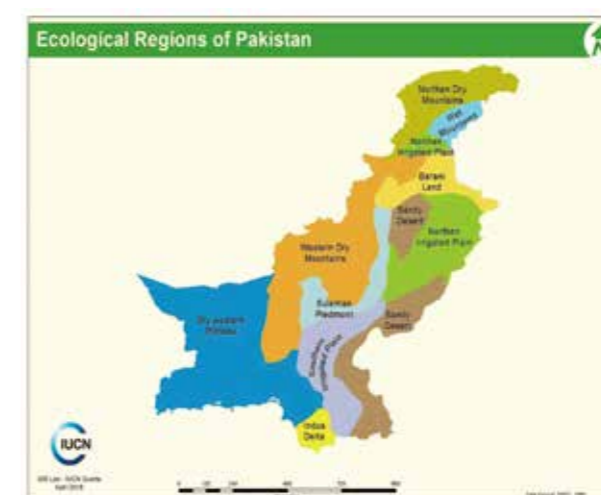 Ecological Regions of Pakistan
Northern Dry
Mountains
Wet
Mountains
Northern
Irrigated Plain
Barani
Land
Sandy
Desert
Northern
Irrigated Plain
Western Dry
Mountains
Sulaiman
Piedmont
Sandy
Desert
Dry Western
Plateau
Southern
Irrigated Plain
Indus
Delta
IUCN